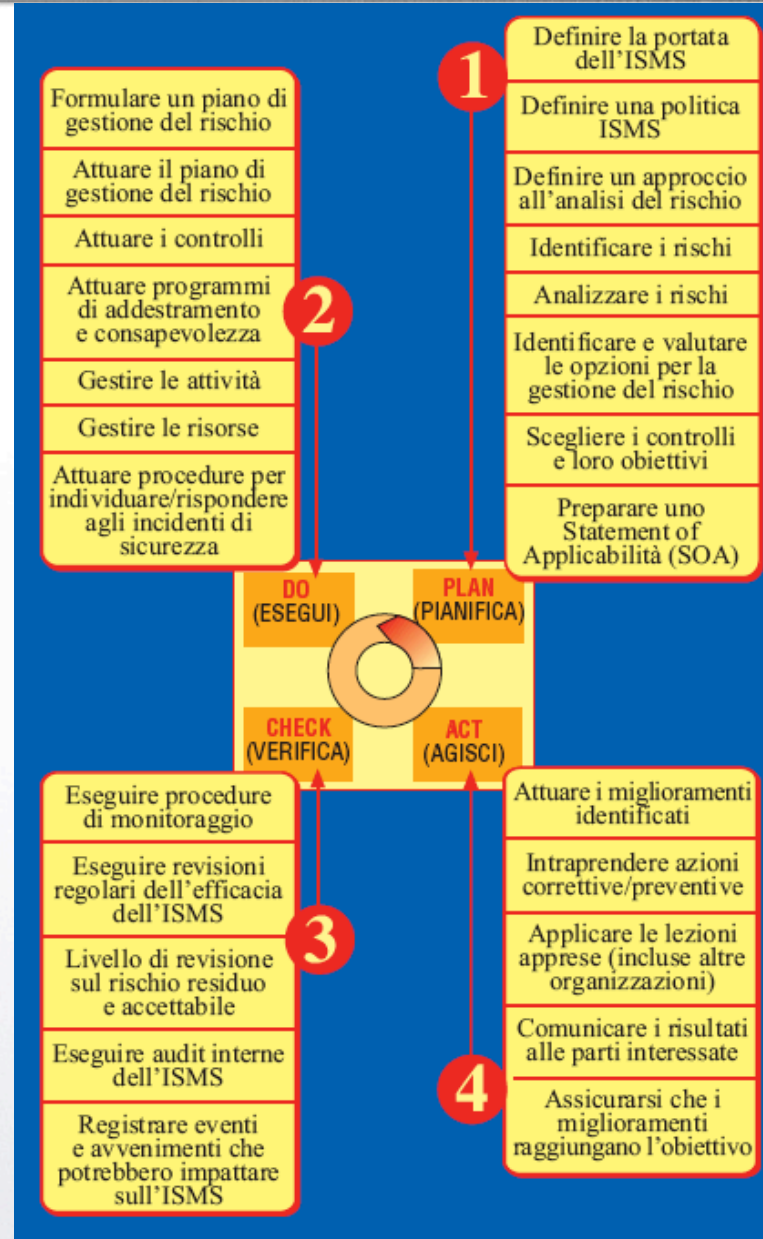 1
Definire la portata
dell'ISMS
Definire una politica
ISMS
Definire un approccio
all'analisi del rischio
Identificare i rischi
Analizzare i rischi
Identificare e valutare
le opzioni per la
gestione del rischio
Scegliere i controlli
e loro obiettivi
Preparare uno
Statement of
Applicabilità (SOA)
Formulare un piano di
gestione del rischio
Attuare il piano di
gestione del rischio
Attuare i controlli
Attuare programmi
di addestramento
e consapevolezza
Gestire le attività
Gestire le risorse
Attuare procedure per
individuare/rispondere
agli incidenti di
sicurezza
2
DO
(ESEGUI)
PLAN
(PIANIFICA)
CHECK
(VERIFICA)
ACT
(AGISCI)
Eseguire procedure
di monitoraggio
Eseguire revisioni
regolari dell'efficacia
dell'ISMS
Livello di revisione
sul rischio residuo
e accettabile
Eseguire audit interne
dell'ISMS
Registrare eventi
e avvenimenti che
potrebbero impattare
sull'ISMS
3
Attuare i miglioramenti
identificati
Intraprendere azioni
correttive/preventive
Applicare le lezioni
apprese (incluse altre
organizzazioni)
Comunicare i risultati
alle parti interessate
Assicurarsi che i
miglioramenti
raggiungano l'obiettivo
4